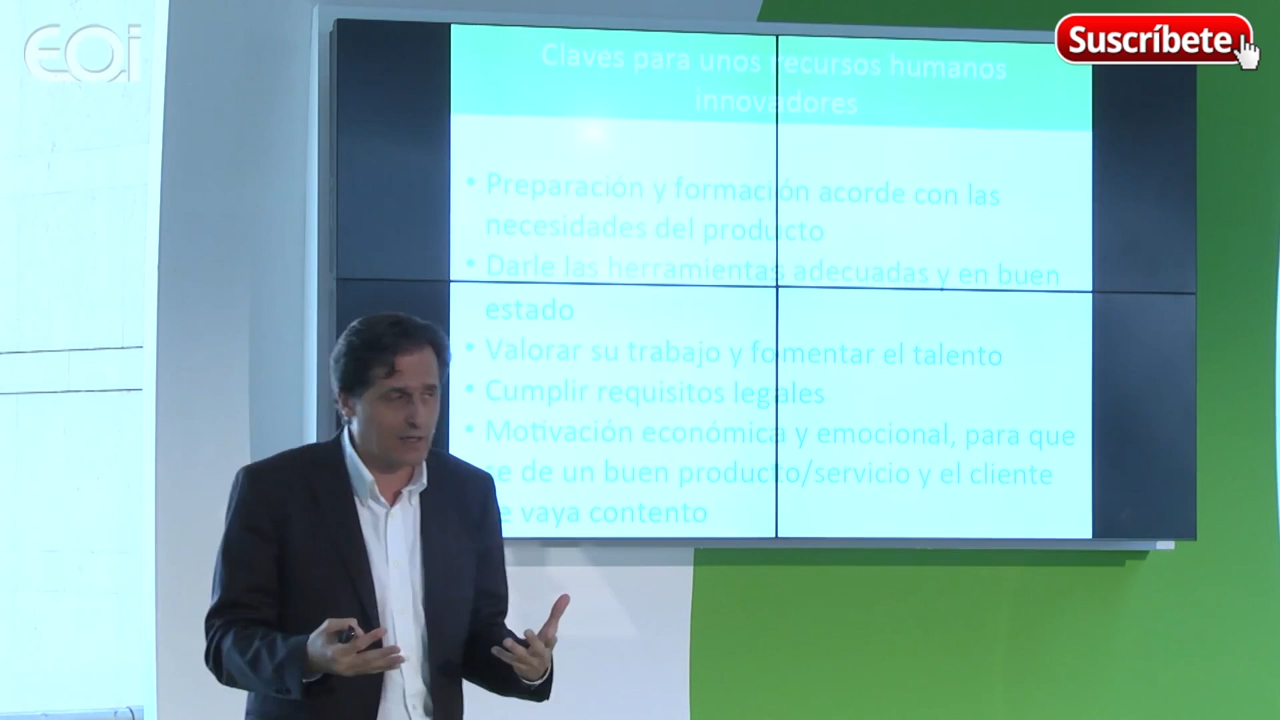 EOi
Suscríbete
Claves para unos recursos humanos
innovadores
• Preparación y formación acorde con las
necesidades del producto
• Darle las herramientas adecuadas y en buen
estado
• Valorar su trabajo y fomentar el talento
• Cumplir requisitos legales
• Motivación económica y emocional, para que
se de un buen producto/servicio y el cliente
se vaya contento